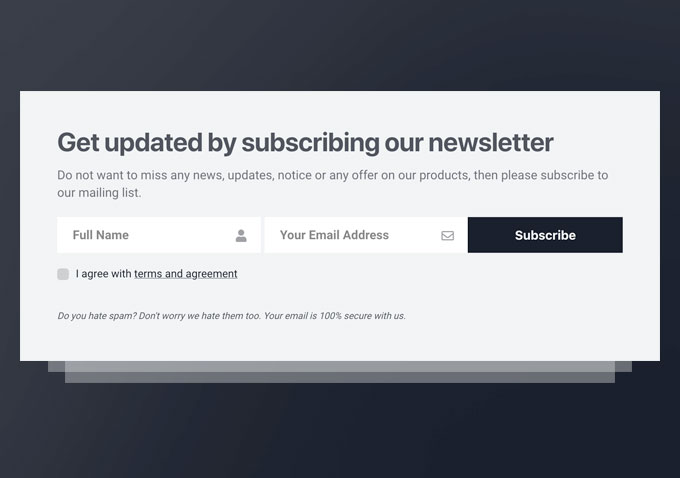 Get updated by subscribing our newsletter
Do not want to miss any news, updates, notice or any offer on our products, then please subscribe to
our mailing list.
Full Name
Your Email Address
Subscribe
I agree with terms and agreement
Do you hate spam? Don't worry we hate them too. Your email is 100% secure with us.